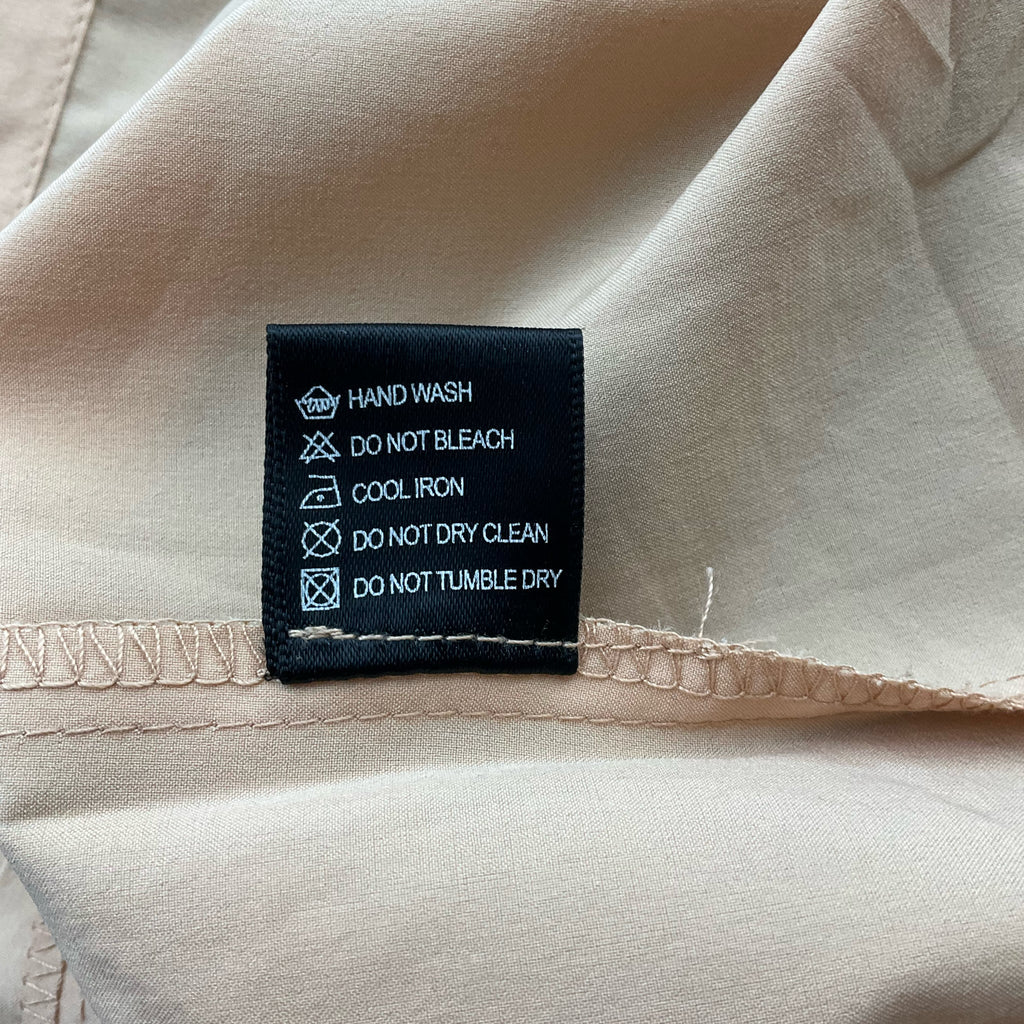 HAND WASH
DO NOT BLEACH
COOL IRON
DO NOT DRY CLEAN
DO NOT TUMBLE DRY